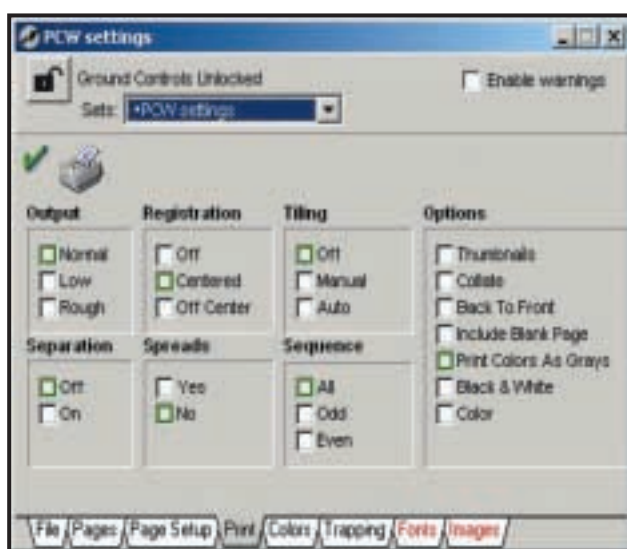 PCW settings
Ground Controls Unlocked
Enable warnings
Sets: •PCW settings
Output
Normal
Low
Rough
Registration
Off
Centered
Off Center
Tiling
Off
Manual
Auto
Options
Thumbnails
Collate
Back To Front
Include Blank Page
Print Colors As Grays
Black & White
Color
Separation
Off
On
Spreads
Yes
No
Sequence
All
Odd
Even
File Pages Page Setup Print Colors Trapping Fonts Images